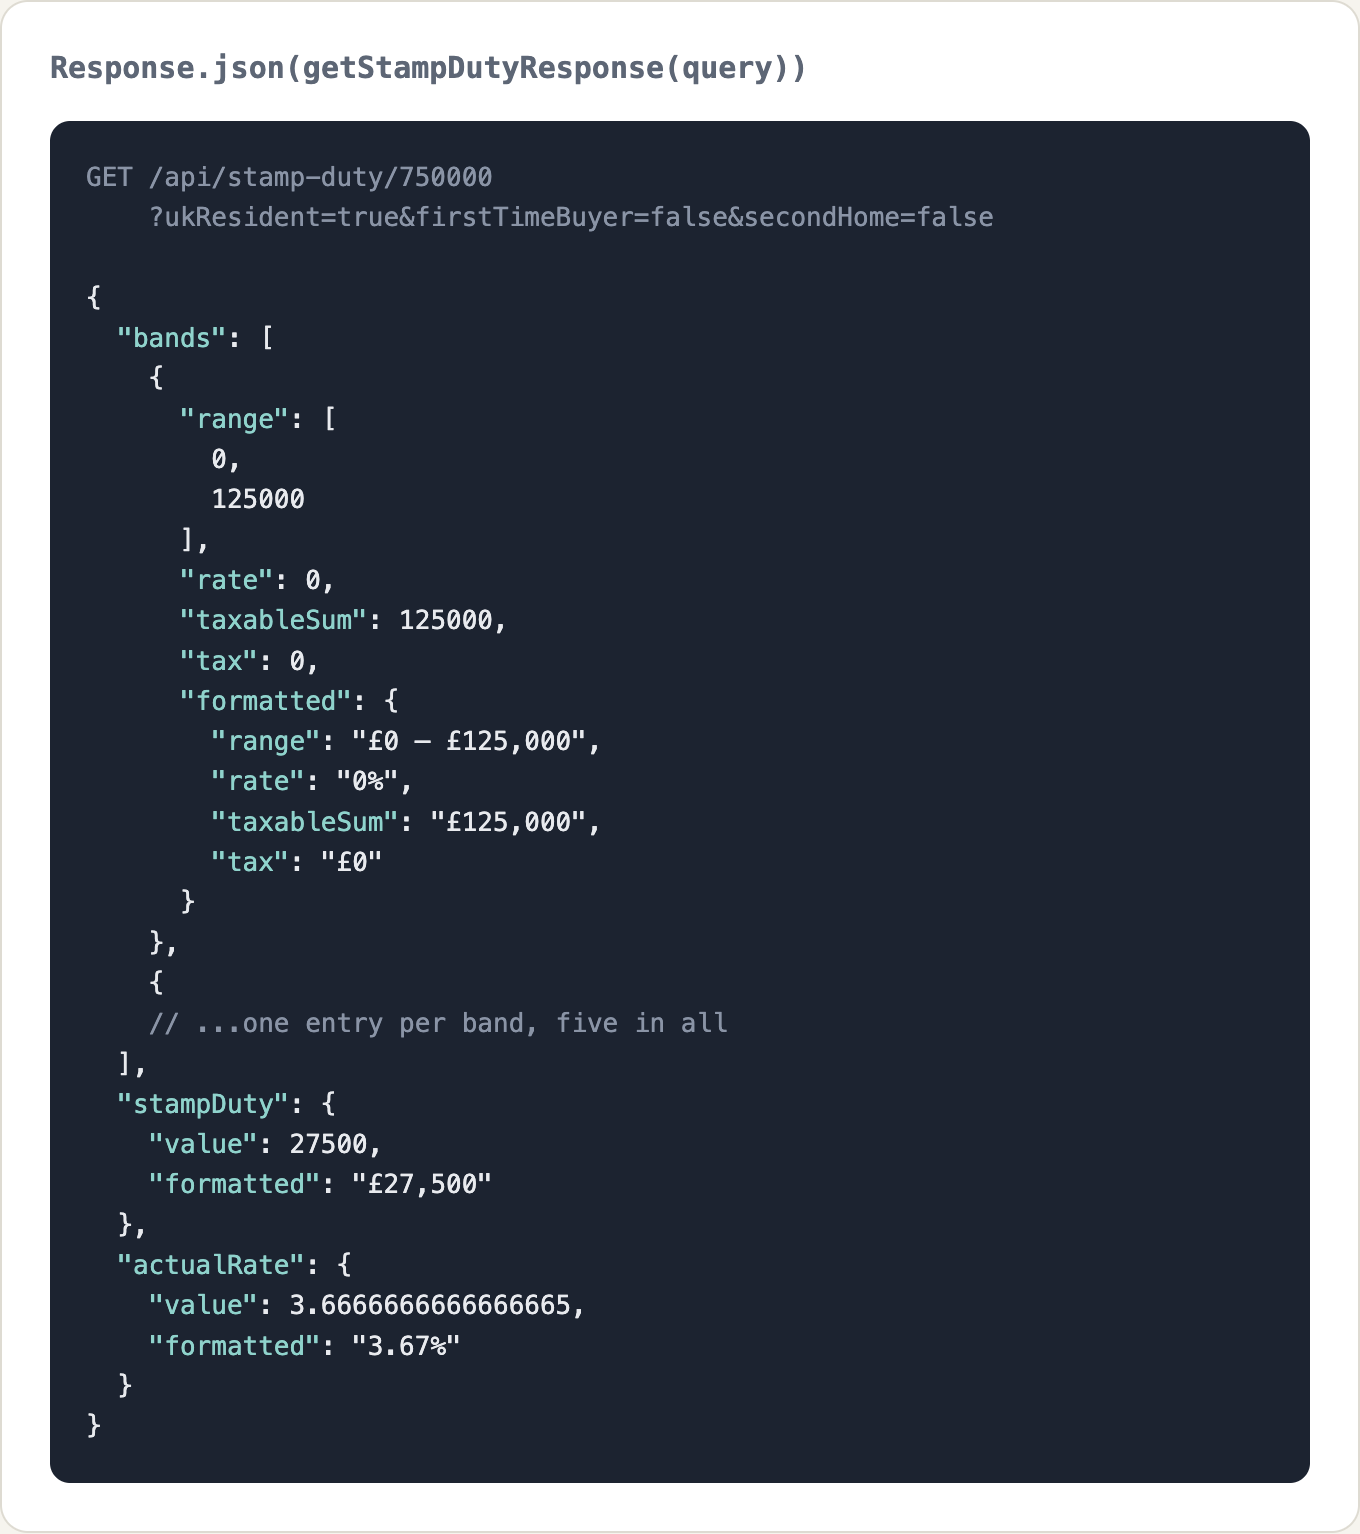 Response.json(getStampDutyResponse(query))
GET /api/stamp-duty/750000
?ukResident=true&firstTimeBuyer=false&secondHome=false
{
"bands": [
{
"range": [
0,
125000
],
"rate": 0,
"taxableSum": 125000,
"tax": 0,
"formatted": {
"range": "£0 – £125,000",
"rate": "0%",
"taxableSum": "£125,000",
"tax": "£0"
}
},
{
// ...one entry per band, five in all
],
"stampDuty": {
"value": 27500,
"formatted": "£27,500"
},
"actualRate": {
"value": 3.6666666666666665,
"formatted": "3.67%"
}
}